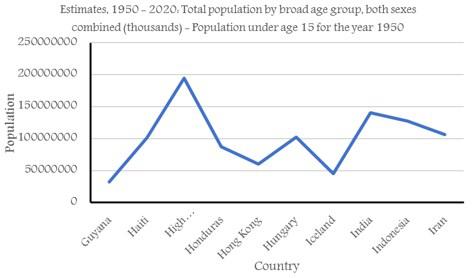 Estimates, 1950 - 2020: Total population by broad age group, both sexes
combined (thousands) - Population under age 15 for the year 1950
250000000
200000000
150000000
100000000
50000000
0
Population
Guyana
Haiti
High...
Honduras
Hong Kong
Hungary
Iceland
India
Indonesia
Iran
Country